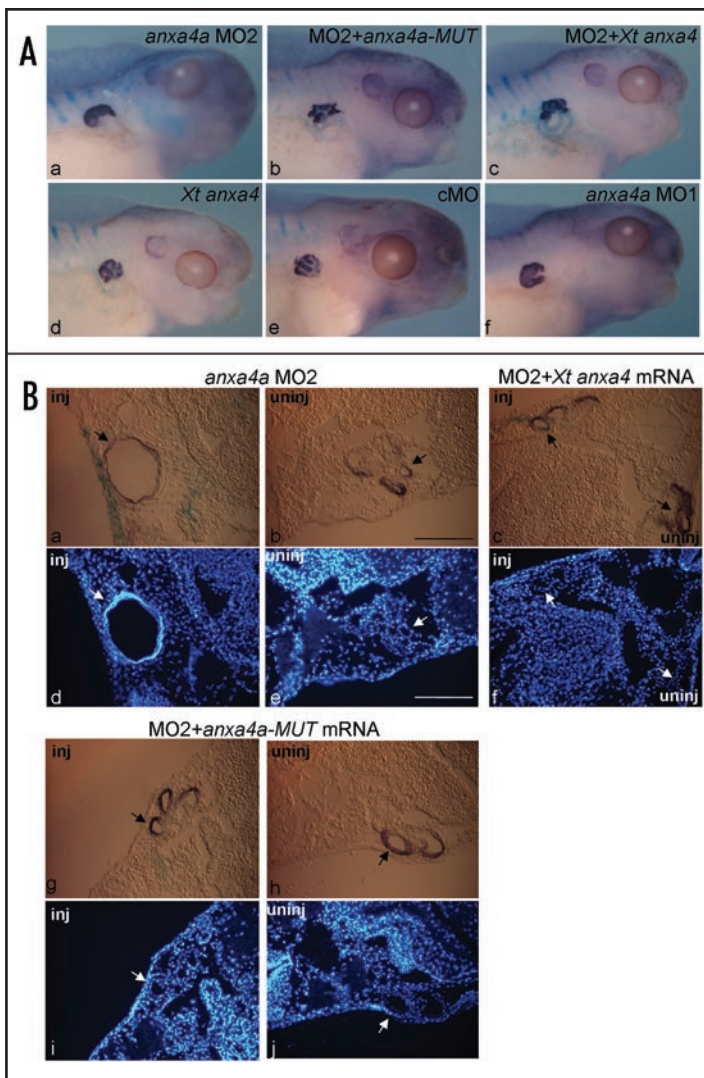 A
anxa4a MO2
MO2+anxa4a-MUT
MO2+Xt anxa4
a
b
c
Xt anxa4
cMO
anxa4a MO1
d
e
f
B
anxa4a MO2
MO2+Xt anxa4 mRNA
inj
uninj
inj
a
b
c
uninj
inj
uninj
inj
d
e
f
uninj
MO2+anxa4a-MUT mRNA
inj
uninj
g
h
inj
uninj
i
j